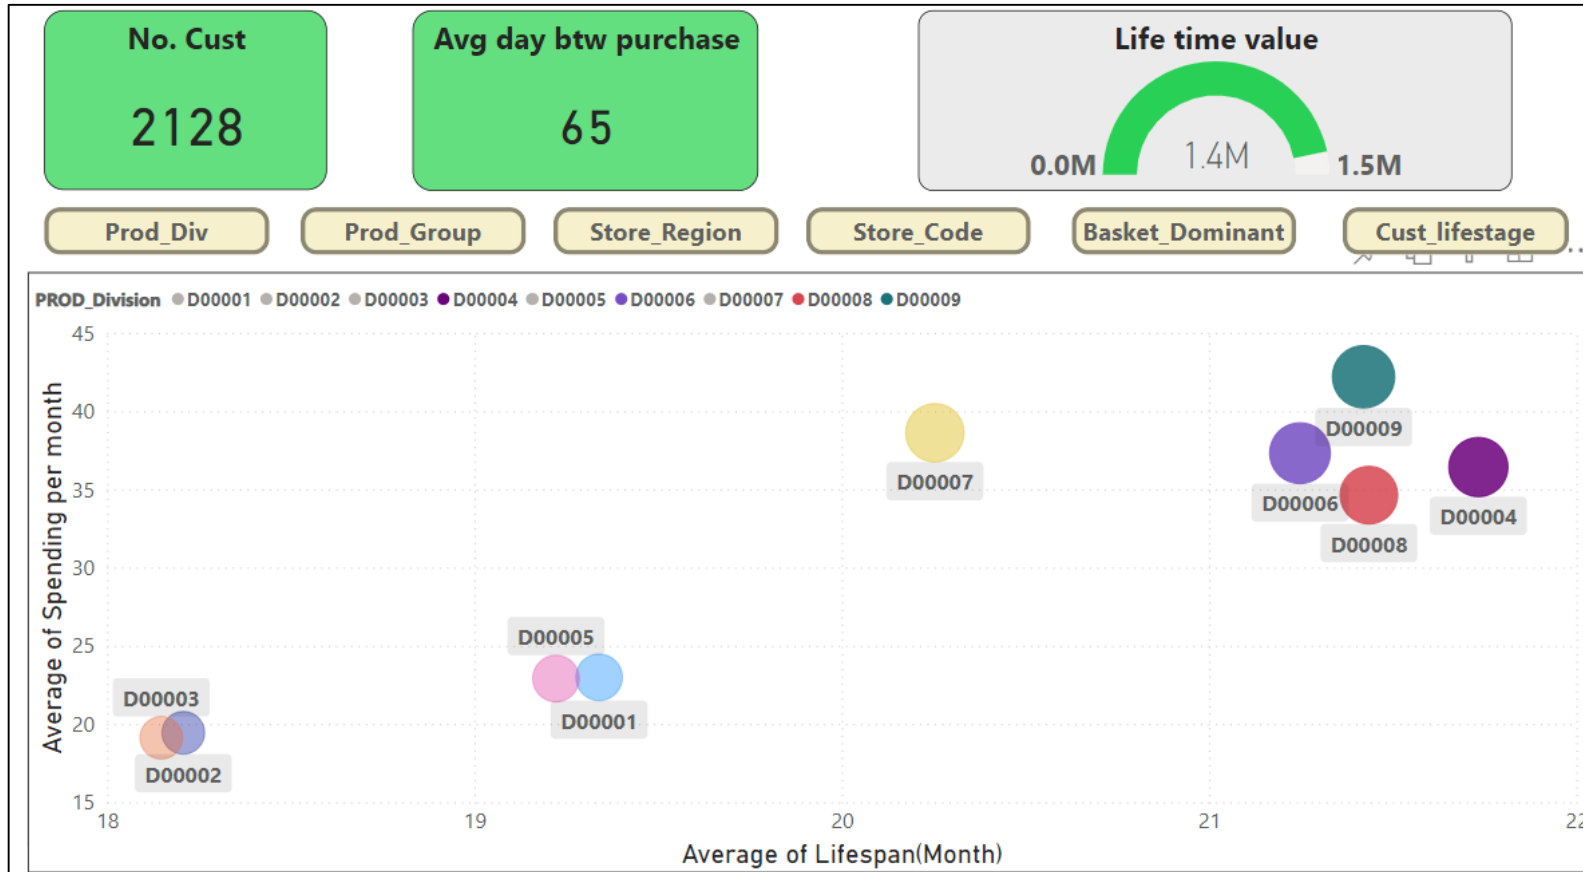 No. Cust
2128
Avg day btw purchase
65
Life time value
1.4M
0.0M
1.5M
Prod_Div
Prod_Group
Store_Region
Store_Code
Basket_Dominant
Cust_lifestage
PROD_Division D00001 D00002 D00003 D00004 D00005 D00006 D00007 D00008 D00009
Average of Spending per month
45
40
35
30
25
20
15
D00009
D00007
D00006
D00004
D00008
D00005
D00001
D00003
D00002
18 19 20 21 22
Average of Lifespan(Month)